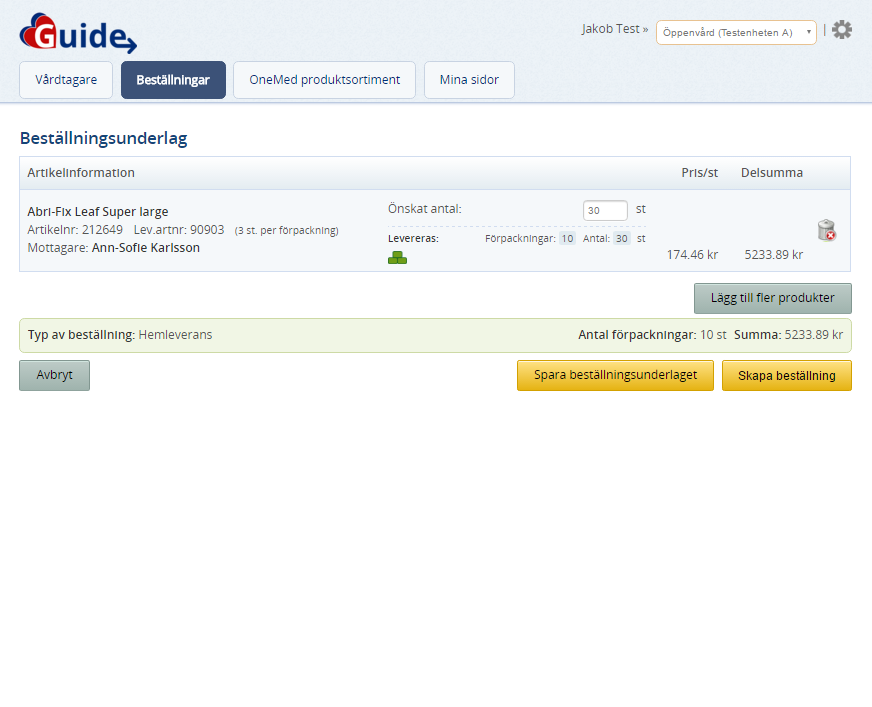 Guide
Jakob Test » Öppenvård (Testenheten A) |
Vårdtagare Beställningar OneMed produktsortiment Mina sidor
Beställningsunderlag
Artikelinformation Pris/st Delsumma
Abri-Fix Leaf Super large
Önskat antal: 30 st
Artikelnr: 212649 Lev.artnr: 90903 (3 st. per förpackning)
Levereras: Förpackningar: 10 Antal: 30 st
Mottagare: Ann-Sofie Karlsson
174.46 kr 5233.89 kr
Lägg till fler produkter
Typ av beställning: Hemleverans Antal förpackningar: 10 st Summa: 5233.89 kr
Avbryt Spara beställningsunderlaget Skapa beställning